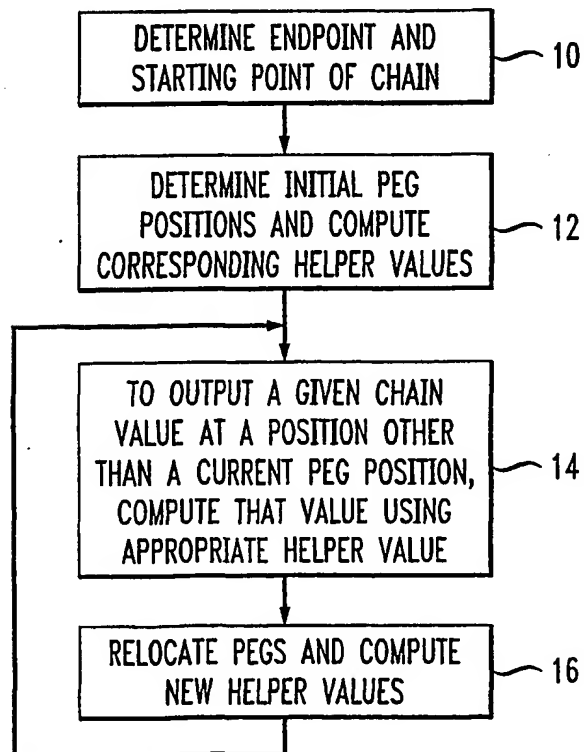 DETERMINE ENDPOINT AND
STARTING POINT OF CHAIN
10
DETERMINE INITIAL PEG
POSITIONS AND COMPUTE
CORRESPONDING HELPER VALUES
12
TO OUTPUT A GIVEN CHAIN
VALUE AT A POSITION OTHER
THAN A CURRENT PEG POSITION,
COMPUTE THAT VALUE USING
APPROPRIATE HELPER VALUE
14
RELOCATE PEGS AND COMPUTE
NEW HELPER VALUES
16